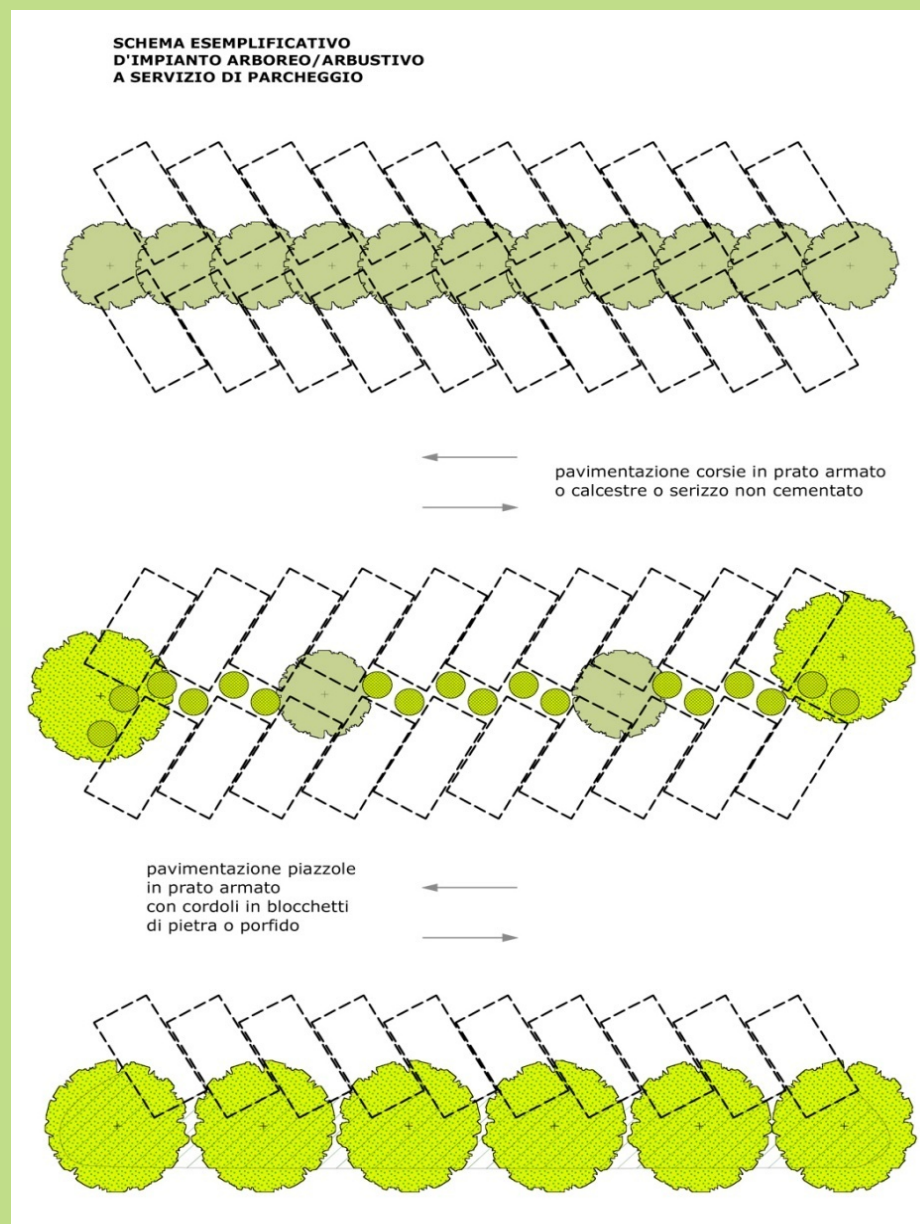 SCHEMA ESEMPLIFICATIVO
D'IMPIANTO ARBOREO/ARBUSTIVO
A SERVIZIO DI PARCHEGGIO
pavimentazione corsie in prato armato
o calcestre o serizzo non cementato
pavimentazione piazzole
in prato armato
con cordoli in blocchetti
di pietra o porfido